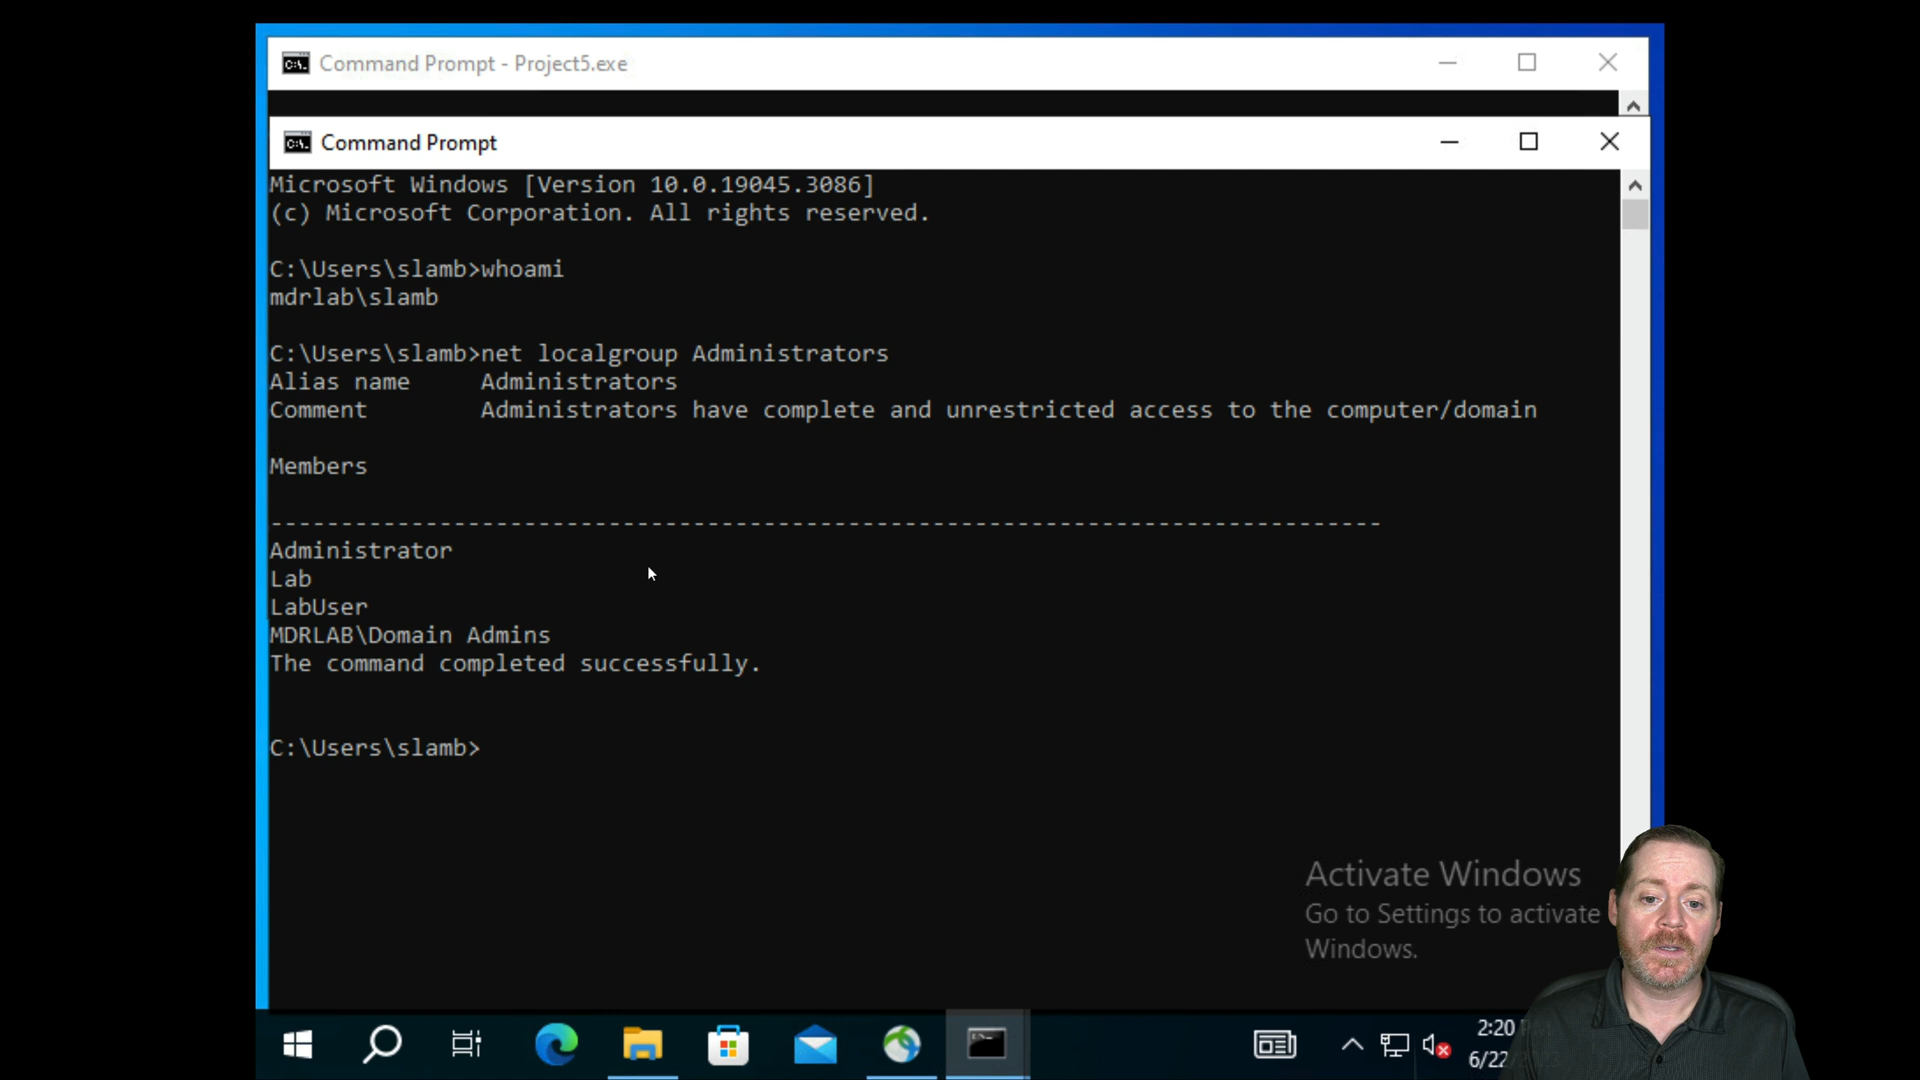 Command Prompt - Project5.exe
Command Prompt
Microsoft Windows [Version 10.0.19045.3086]
(c) Microsoft Corporation. All rights reserved.
C:\Users\slamb>whoami
mdrlab\slamb
C:\Users\slamb>net localgroup Administrators
Alias name     Administrators
Comment        Administrators have complete and unrestricted access to the computer/domain
Members
-------------------------------------------------------------------------------
Administrator
Lab
LabUser
MDRLAB\Domain Admins
The command completed successfully.
C:\Users\slamb>
Activate Windows
Go to Settings to activate
Windows.
2:20
6/22/